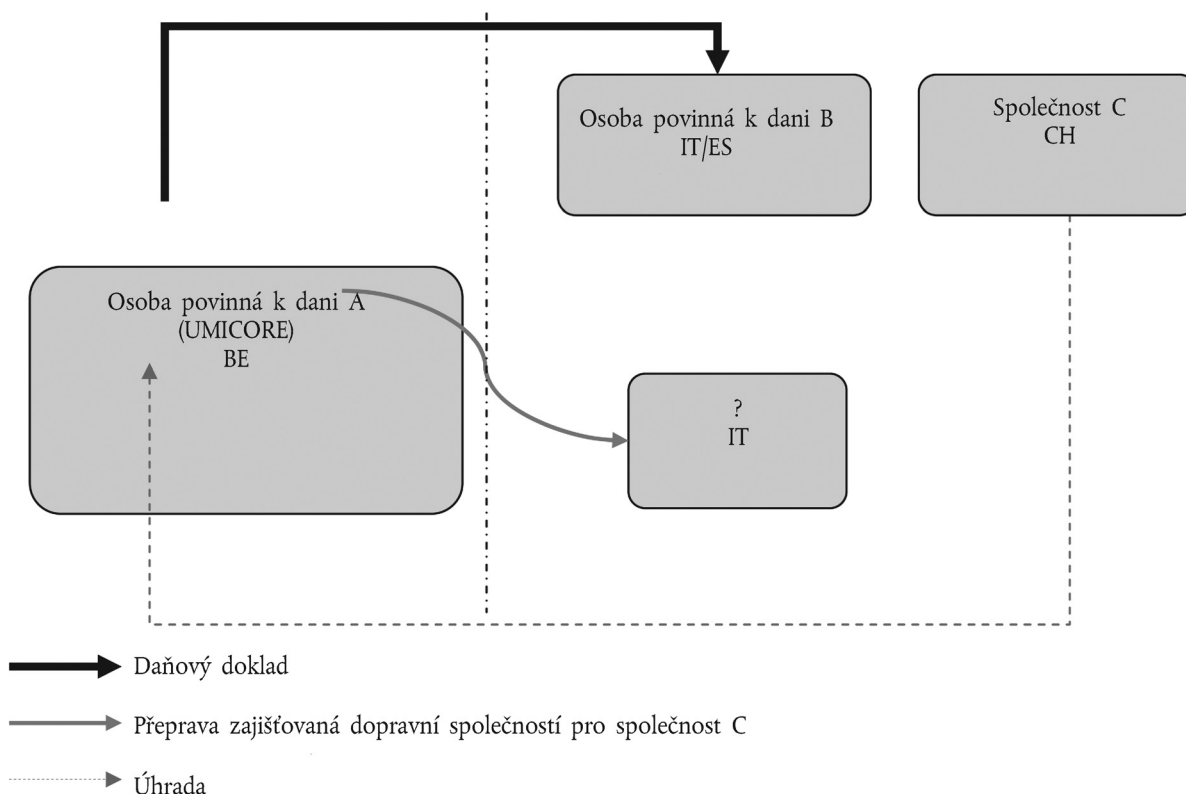 Osoba povinná k dani B
IT/ES
Společnost C
CH
Osoba povinná k dani A
(UMICORE)
BE
?
IT
Daňový doklad
Přeprava zajišťovaná dopravní společností pro společnost C
Úhrada